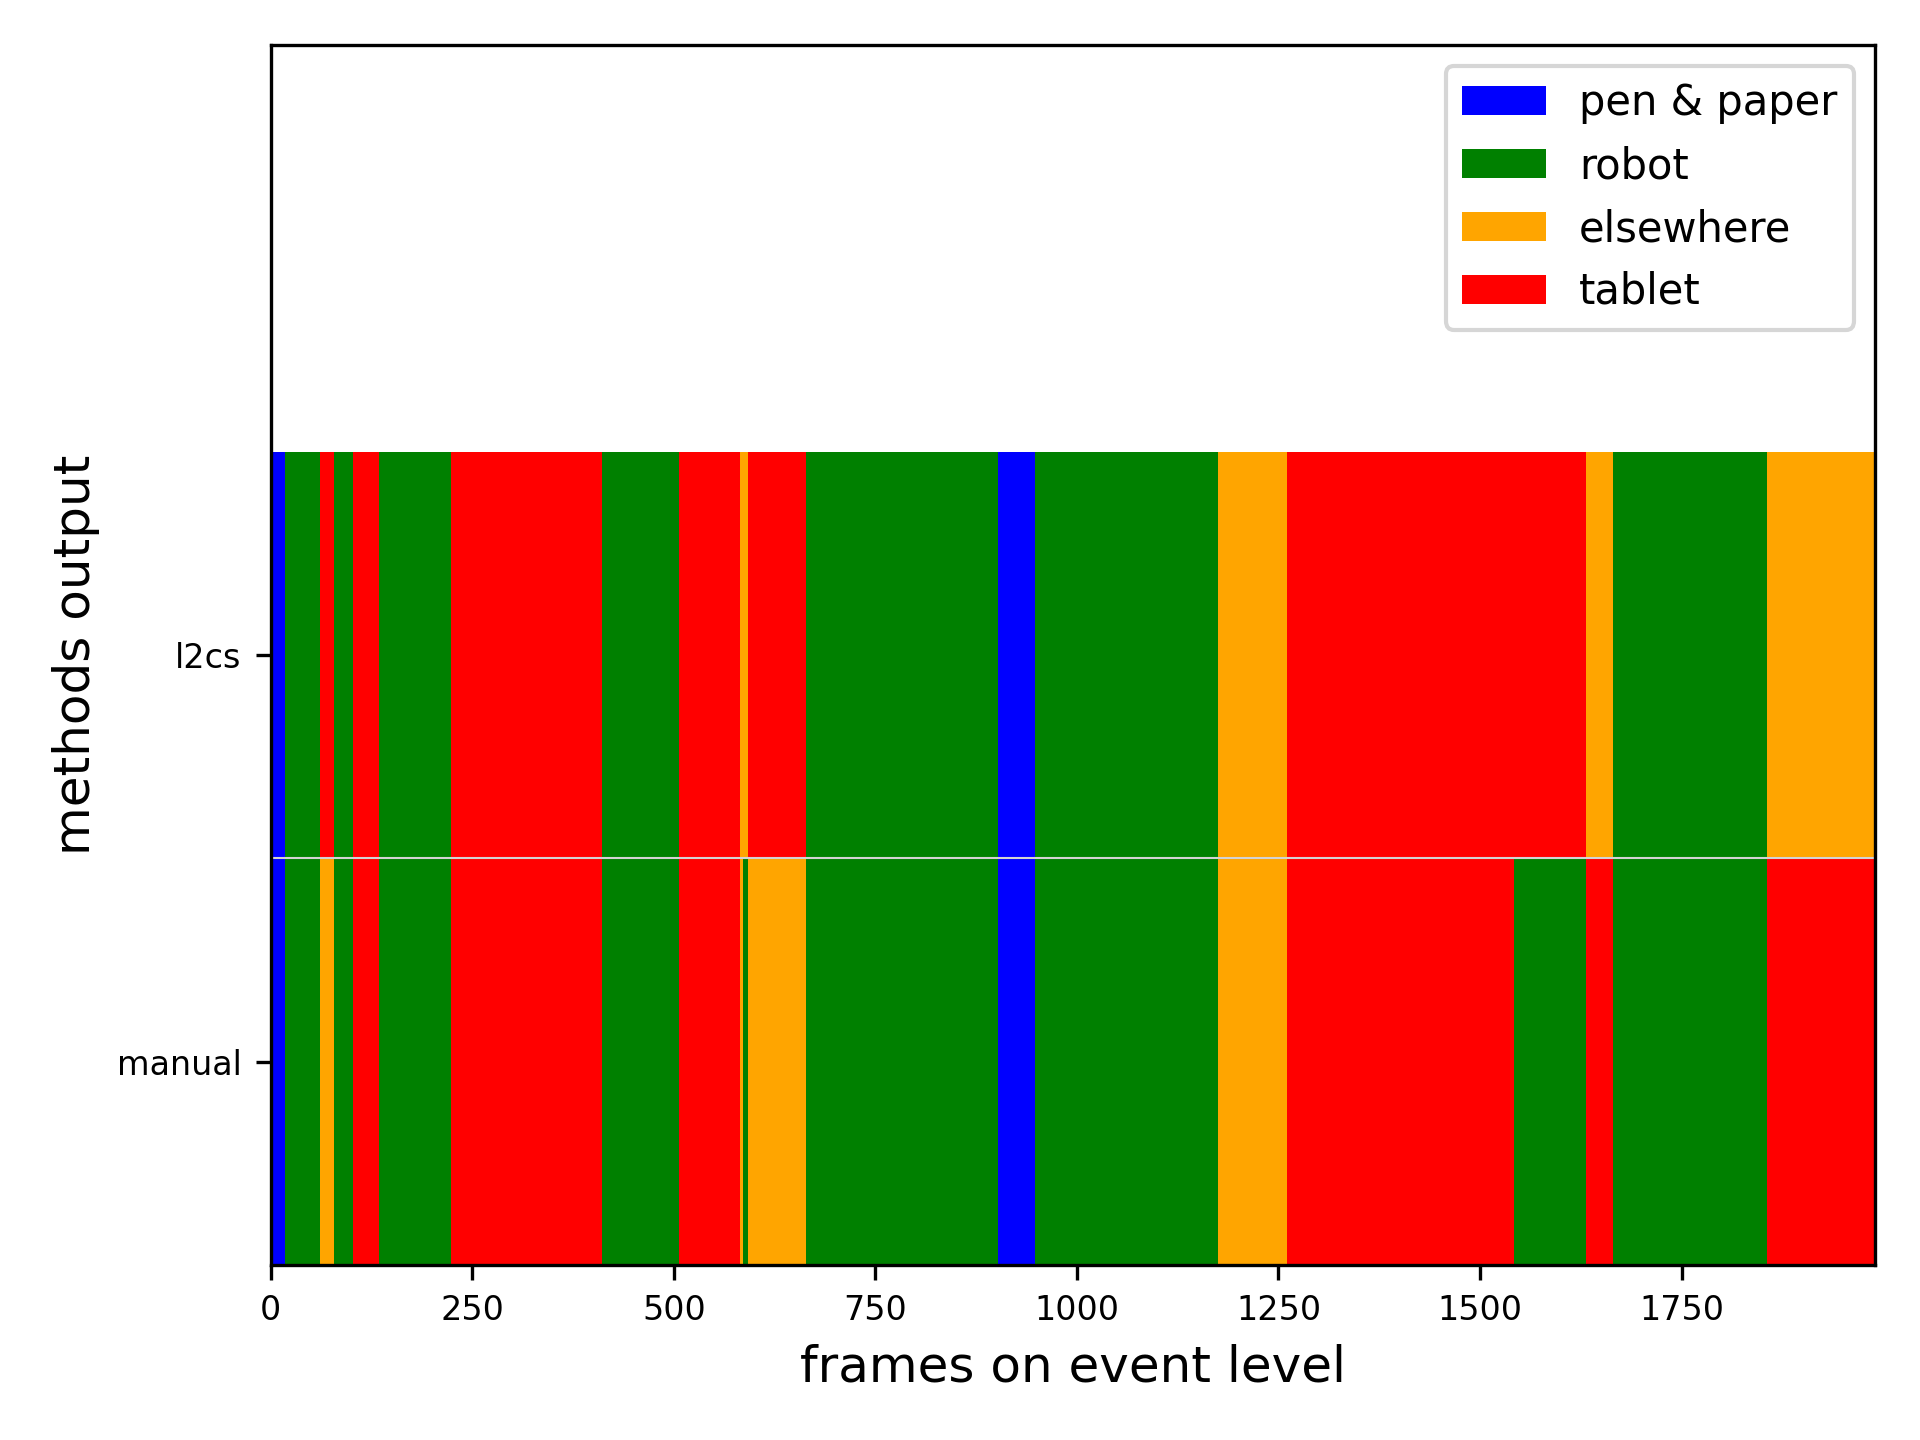 pen & paper
robot
elsewhere
tablet
methods output
l2cs
manual
0 250 500 750 1000 1250 1500 1750
frames on event level